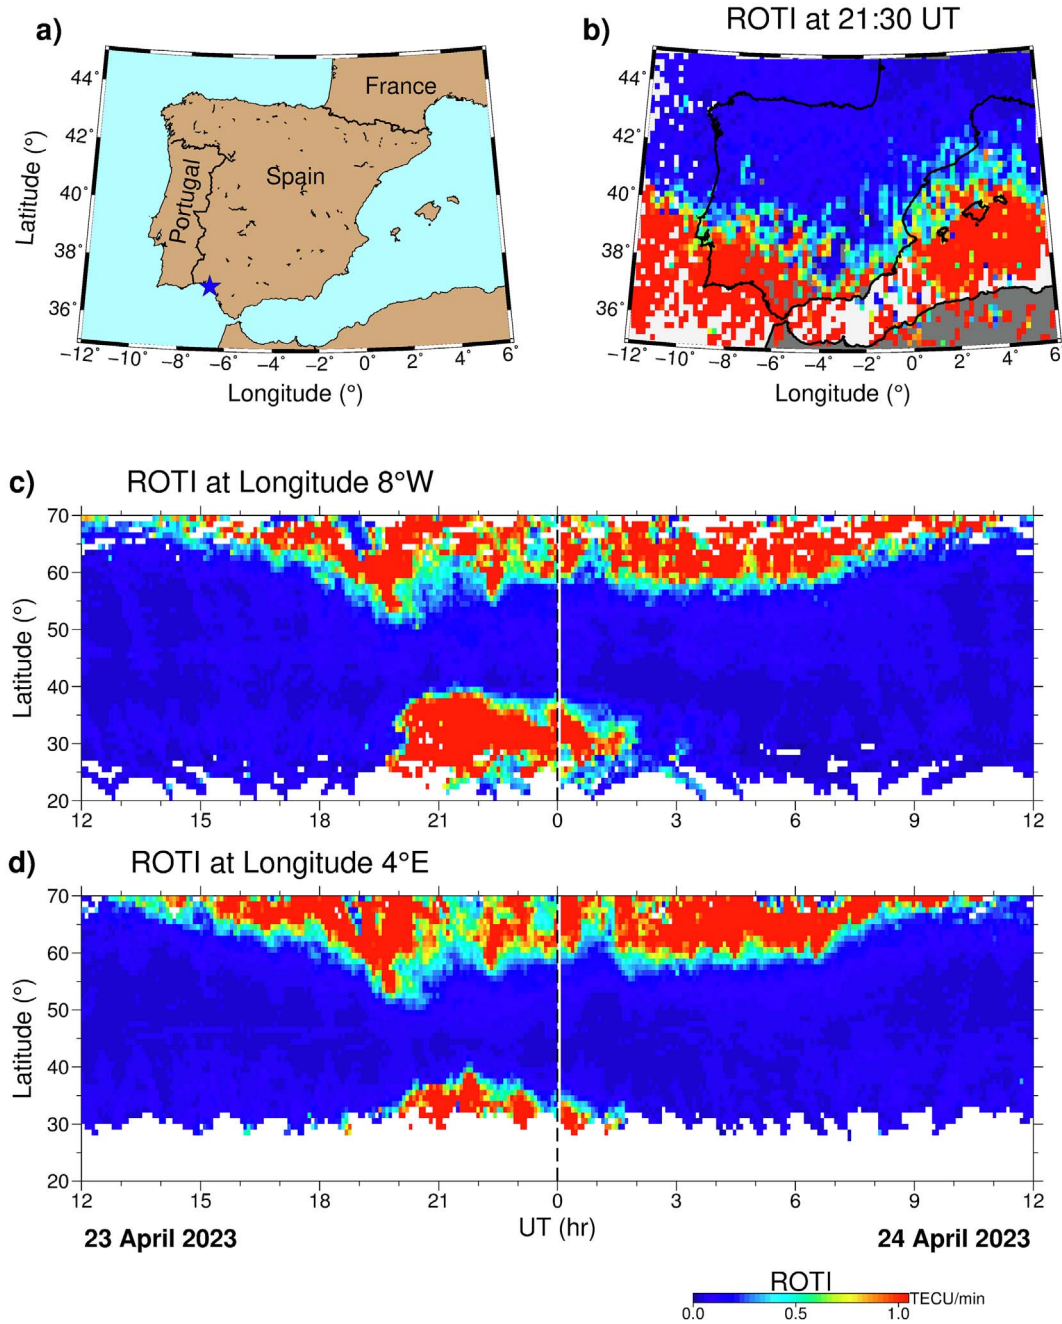 a)
44°
42°
40°
38°
36°
Latitude (°)
France
Spain
Portugal
−12° −10° −8° −6° −4° −2° 0° 2° 4° 6°
Longitude (°)
ROTI at 21:30 UT
b)
44°
42°
40°
38°
36°
Latitude (°)
−12° −10° −8° −6° −4° −2° 0° 2° 4° 6°
Longitude (°)
c) ROTI at Longitude 8°W
70
60
50
40
30
20
Latitude (°)
12 15 18 21 0 3 6 9 12
d) ROTI at Longitude 4°E
70
60
50
40
30
20
Latitude (°)
12 15 18 21 0 3 6 9 12
UT (hr)
23 April 2023 24 April 2023
ROTI
TECU/min
0.0 0.5 1.0